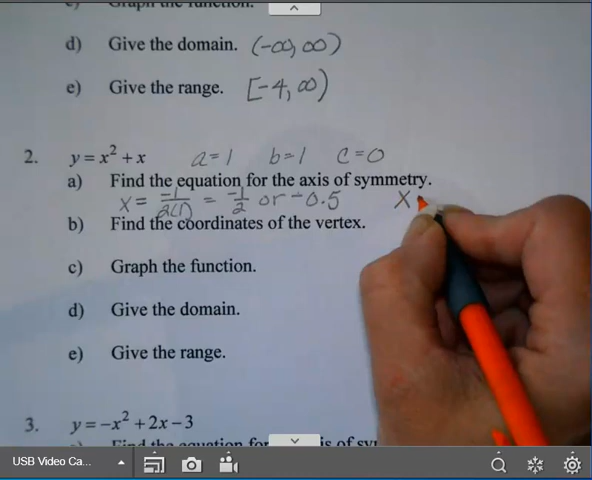 d) Give the domain. (-∞, ∞)
e) Give the range. [-4, ∞)
2. y = x² + x a=1 b=1 c=0
a) Find the equation for the axis of symmetry.
x = -1/2(1) = -1/2 or -0.5 X
b) Find the coordinates of the vertex.
c) Graph the function.
d) Give the domain.
e) Give the range.
3. y = -x² + 2x - 3
USB Video Ca...